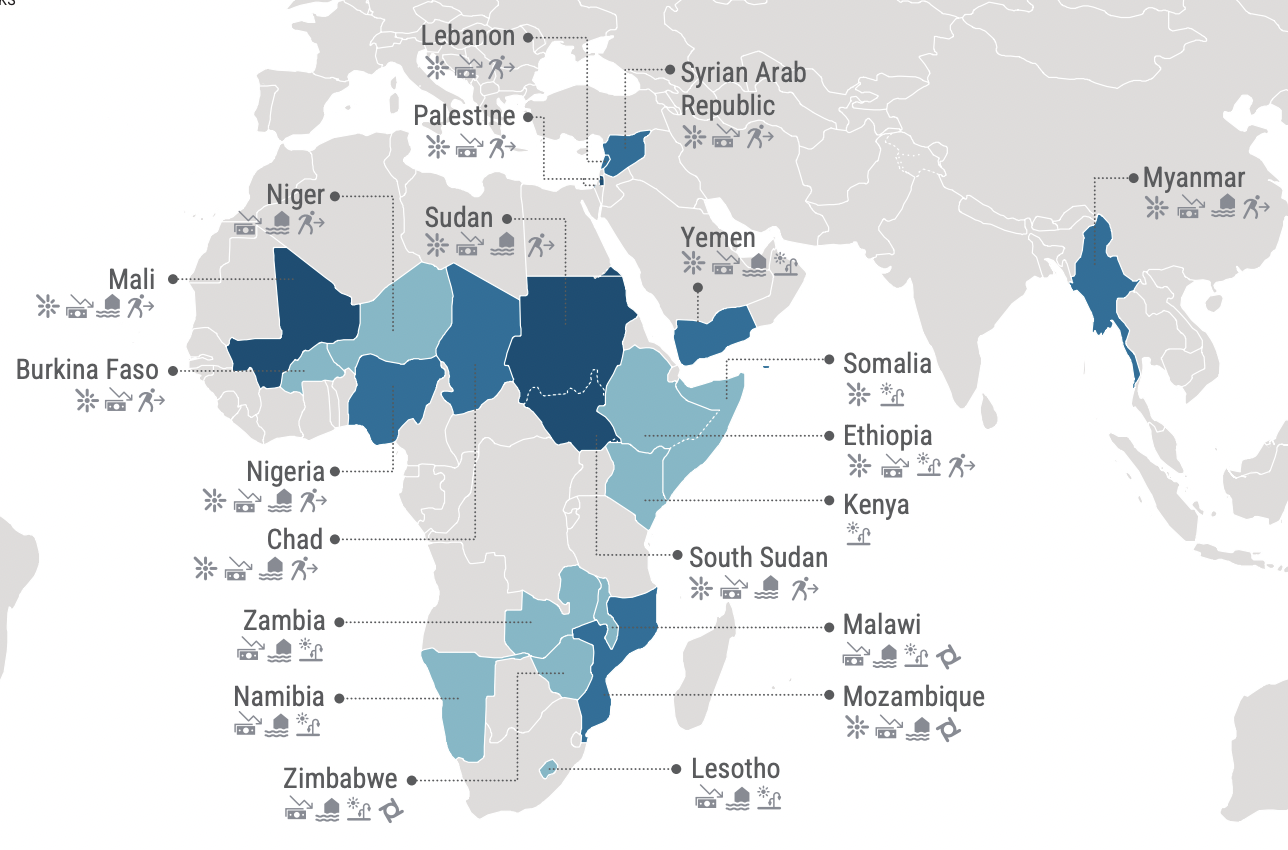 Lebanon
Syrian Arab
Republic
Palestine
Myanmar
Niger
Sudan
Yemen
Mali
Burkina Faso
Somalia
Ethiopia
Nigeria
Kenya
Chad
South Sudan
Zambia
Malawi
Namibia
Mozambique
Zimbabwe
Lesotho